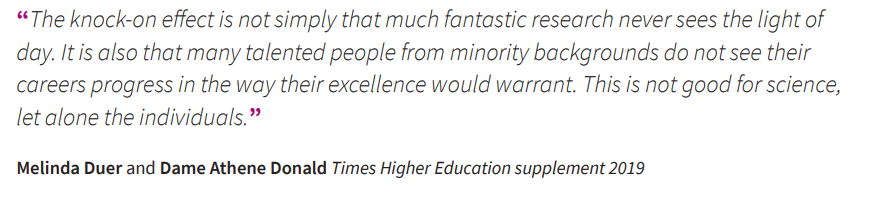 “The knock-on effect is not simply that much fantastic research never sees the light of
day. It is also that many talented people from minority backgrounds do not see their
careers progress in the way their excellence would warrant. This is not good for science,
let alone the individuals.”
Melinda Duer and Dame Athene Donald Times Higher Education supplement 2019